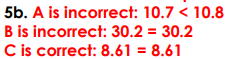 5b. A is incorrect: 10.7 < 10.8
B is incorrect: 30.2 = 30.2
C is correct: 8.61 = 8.61